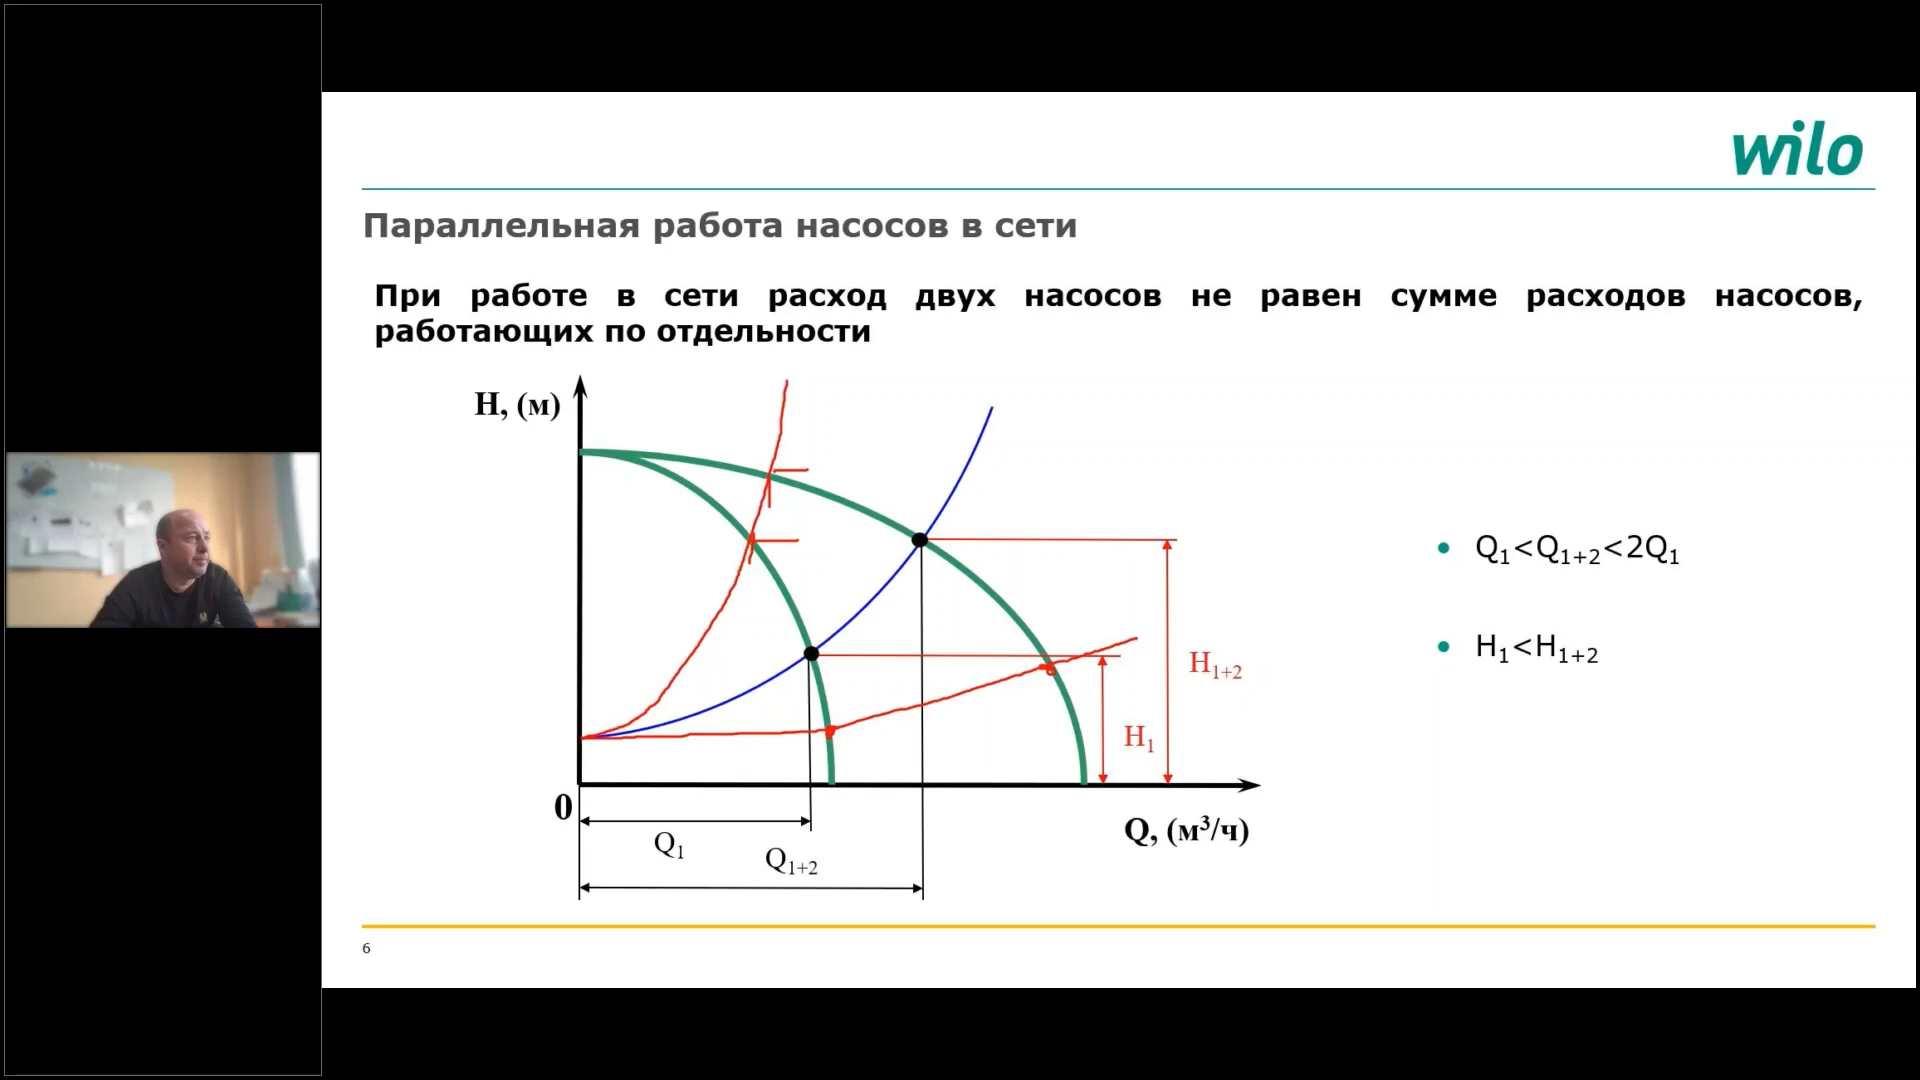 wilo
Параллельная работа насосов в сети
При работе в сети расход двух насосов не равен сумме расходов насосов,
работающих по отдельности
H, (м)
Q₁<Q₁₊₂<2Q₁
H₁<H₁₊₂
H₁₊₂
H₁
0
Q, (м³/ч)
Q₁
Q₁₊₂
6